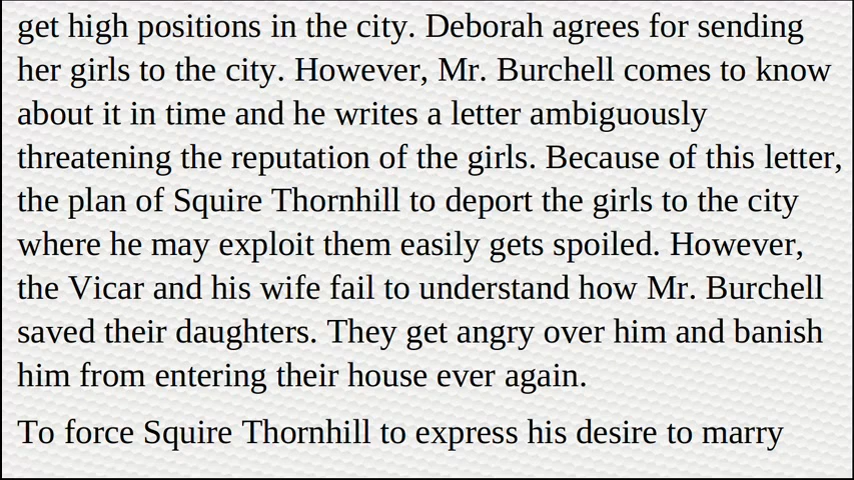 get high positions in the city. Deborah agrees for sending
her girls to the city. However, Mr. Burchell comes to know
about it in time and he writes a letter ambiguously
threatening the reputation of the girls. Because of this letter,
the plan of Squire Thornhill to deport the girls to the city
where he may exploit them easily gets spoiled. However,
the Vicar and his wife fail to understand how Mr. Burchell
saved their daughters. They get angry over him and banish
him from entering their house ever again.
To force Squire Thornhill to express his desire to marry